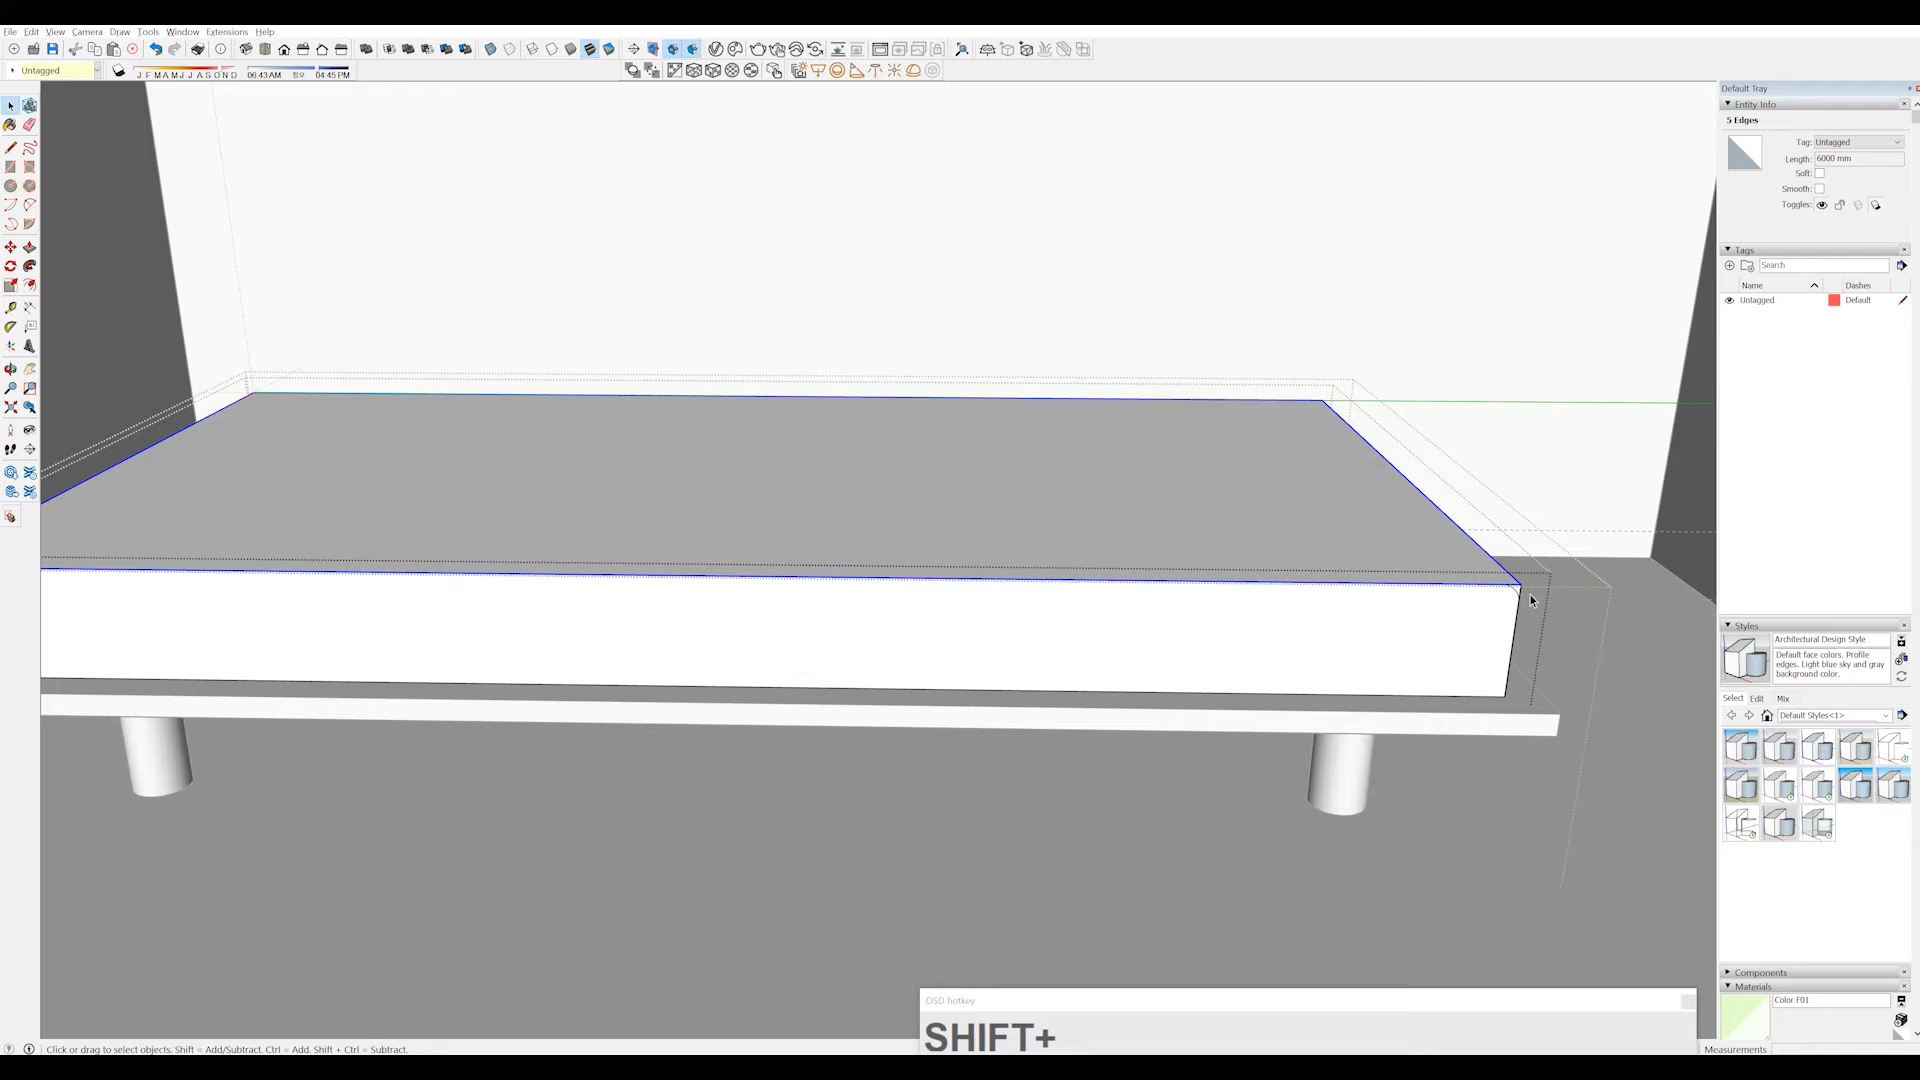 File Edit View Camera Draw Tools Window Extensions Help
Untagged
J F M A M J J A S O N D 06:43 AM 정오 04:45 PM
Default Tray
Entity Info
5 Edges
Tag: Untagged
Length: 6000 mm
Soft:
Smooth:
Toggles:
Tags
Search
Name Dashes
Untagged Default
Styles
Architectural Design Style
Default face colors. Profile
edges. Light blue sky and gray
background color.
Select Edit Mix
Default Styles<1>
Components
Materials
Color F01
OSD hotkey
SHIFT+
Click or drag to select objects. Shift = Add/Subtract. Ctrl = Add. Shift + Ctrl = Subtract.
Measurements